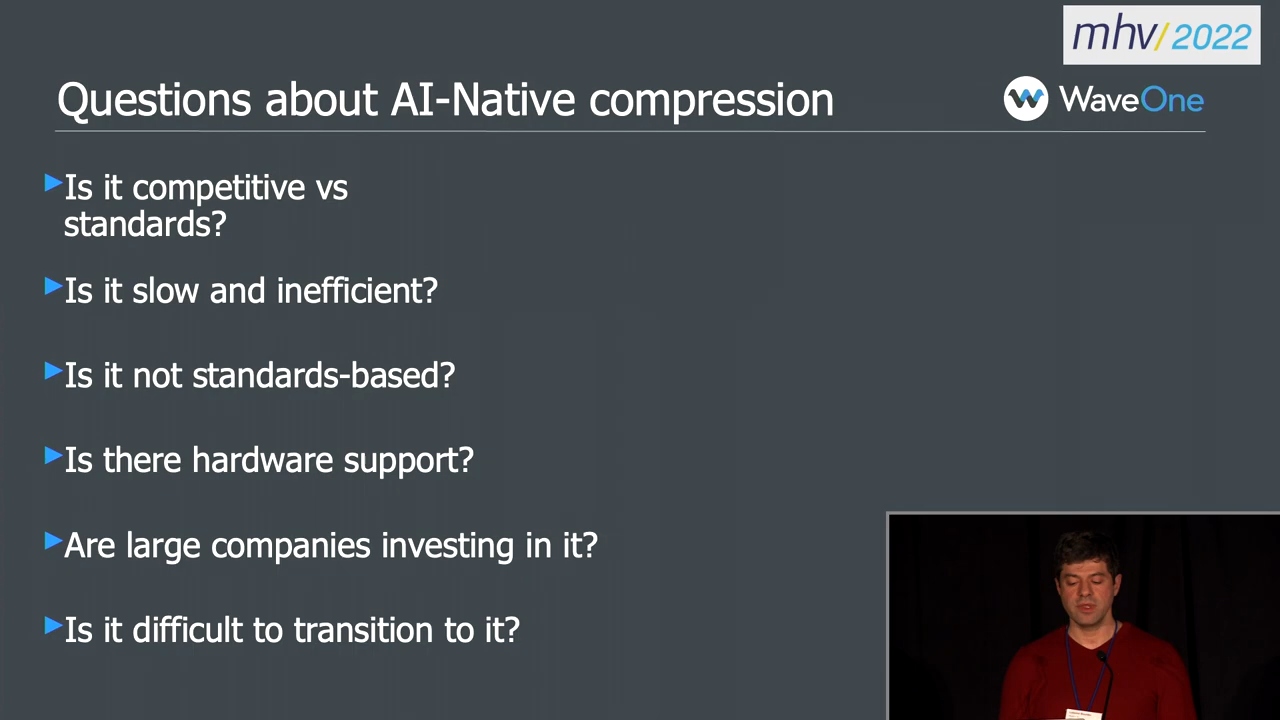 mhv/2022
Questions about AI-Native compression
WaveOne
Is it competitive vs
standards?
Is it slow and inefficient?
Is it not standards-based?
Is there hardware support?
Are large companies investing in it?
Is it difficult to transition to it?